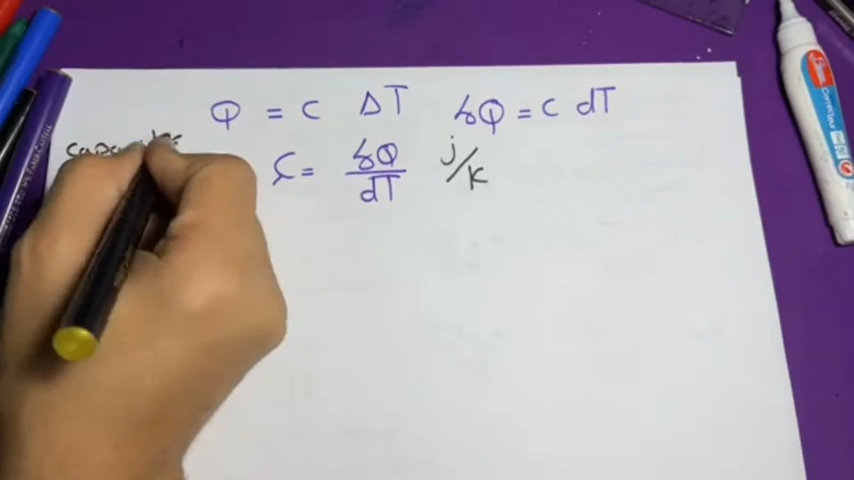 Q = C ΔT δQ = C dT
C = δQ/dT j/K